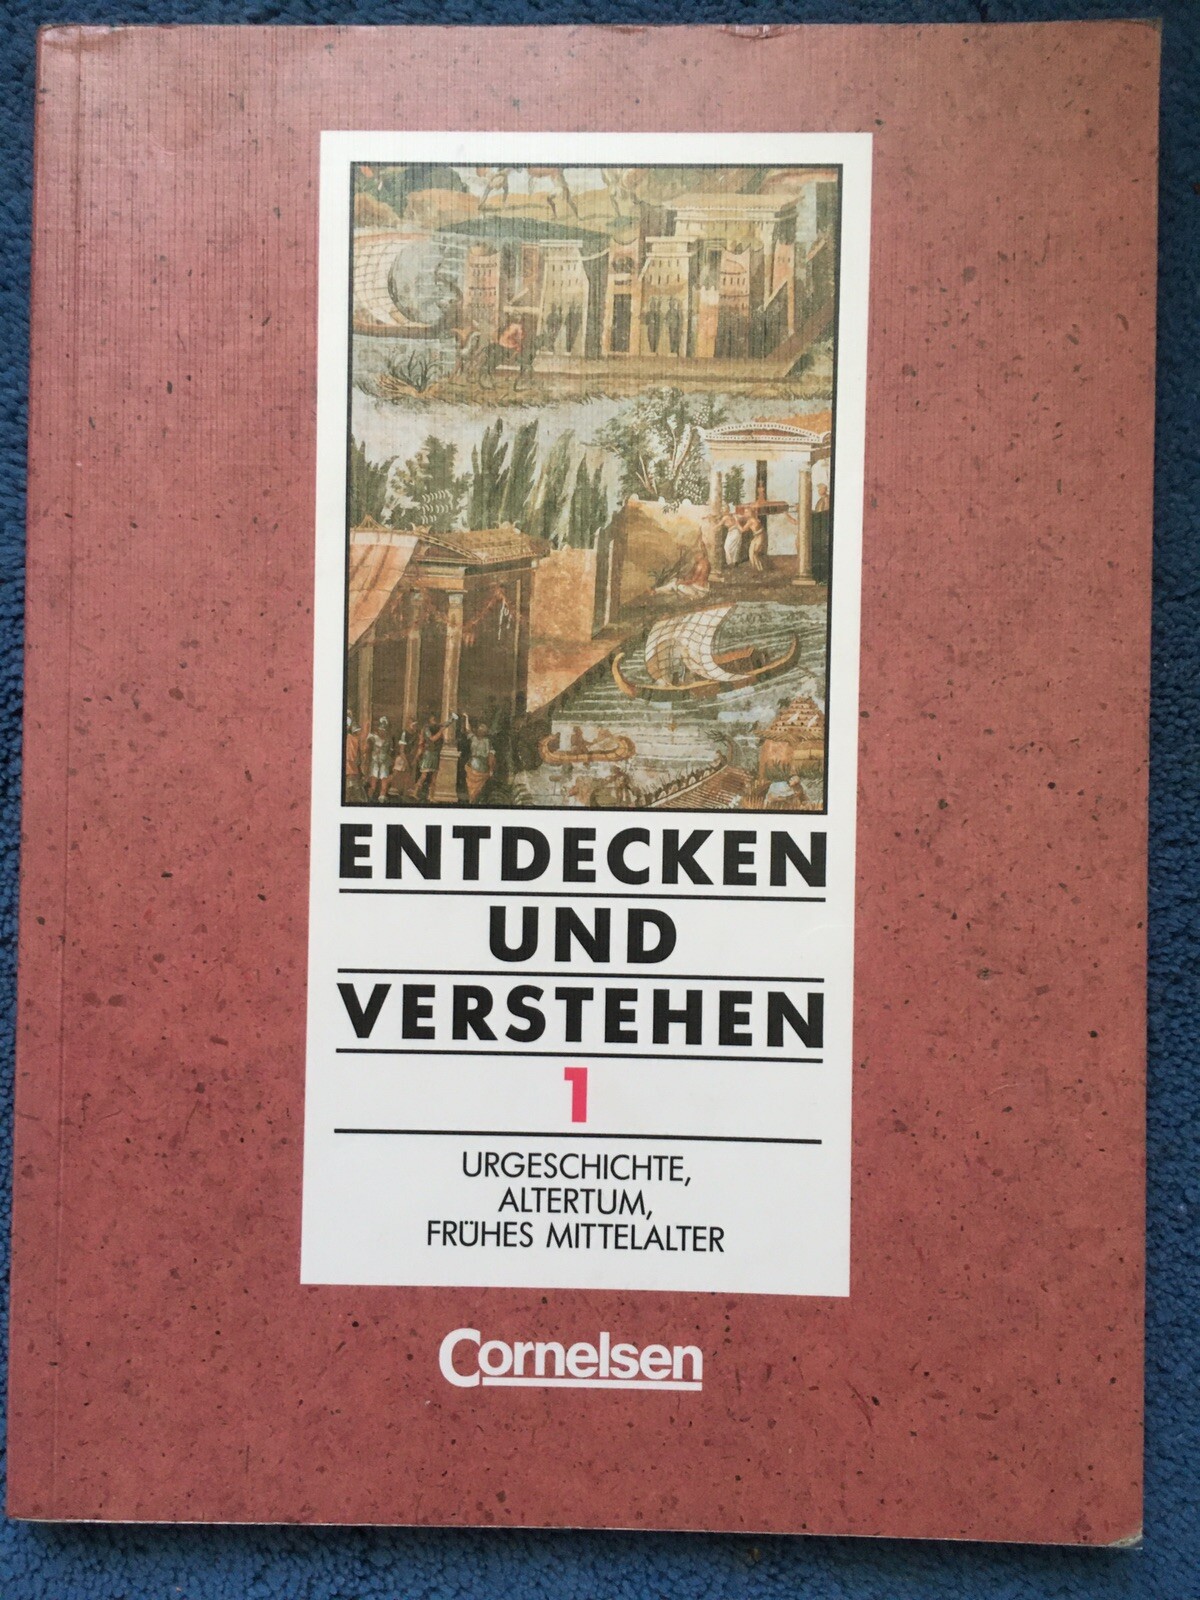 ENTDECKEN
UND
VERSTEHEN
1
URGESCHICHTE,
ALTERTUM,
FRÜHES MITTELALTER
Cornelsen